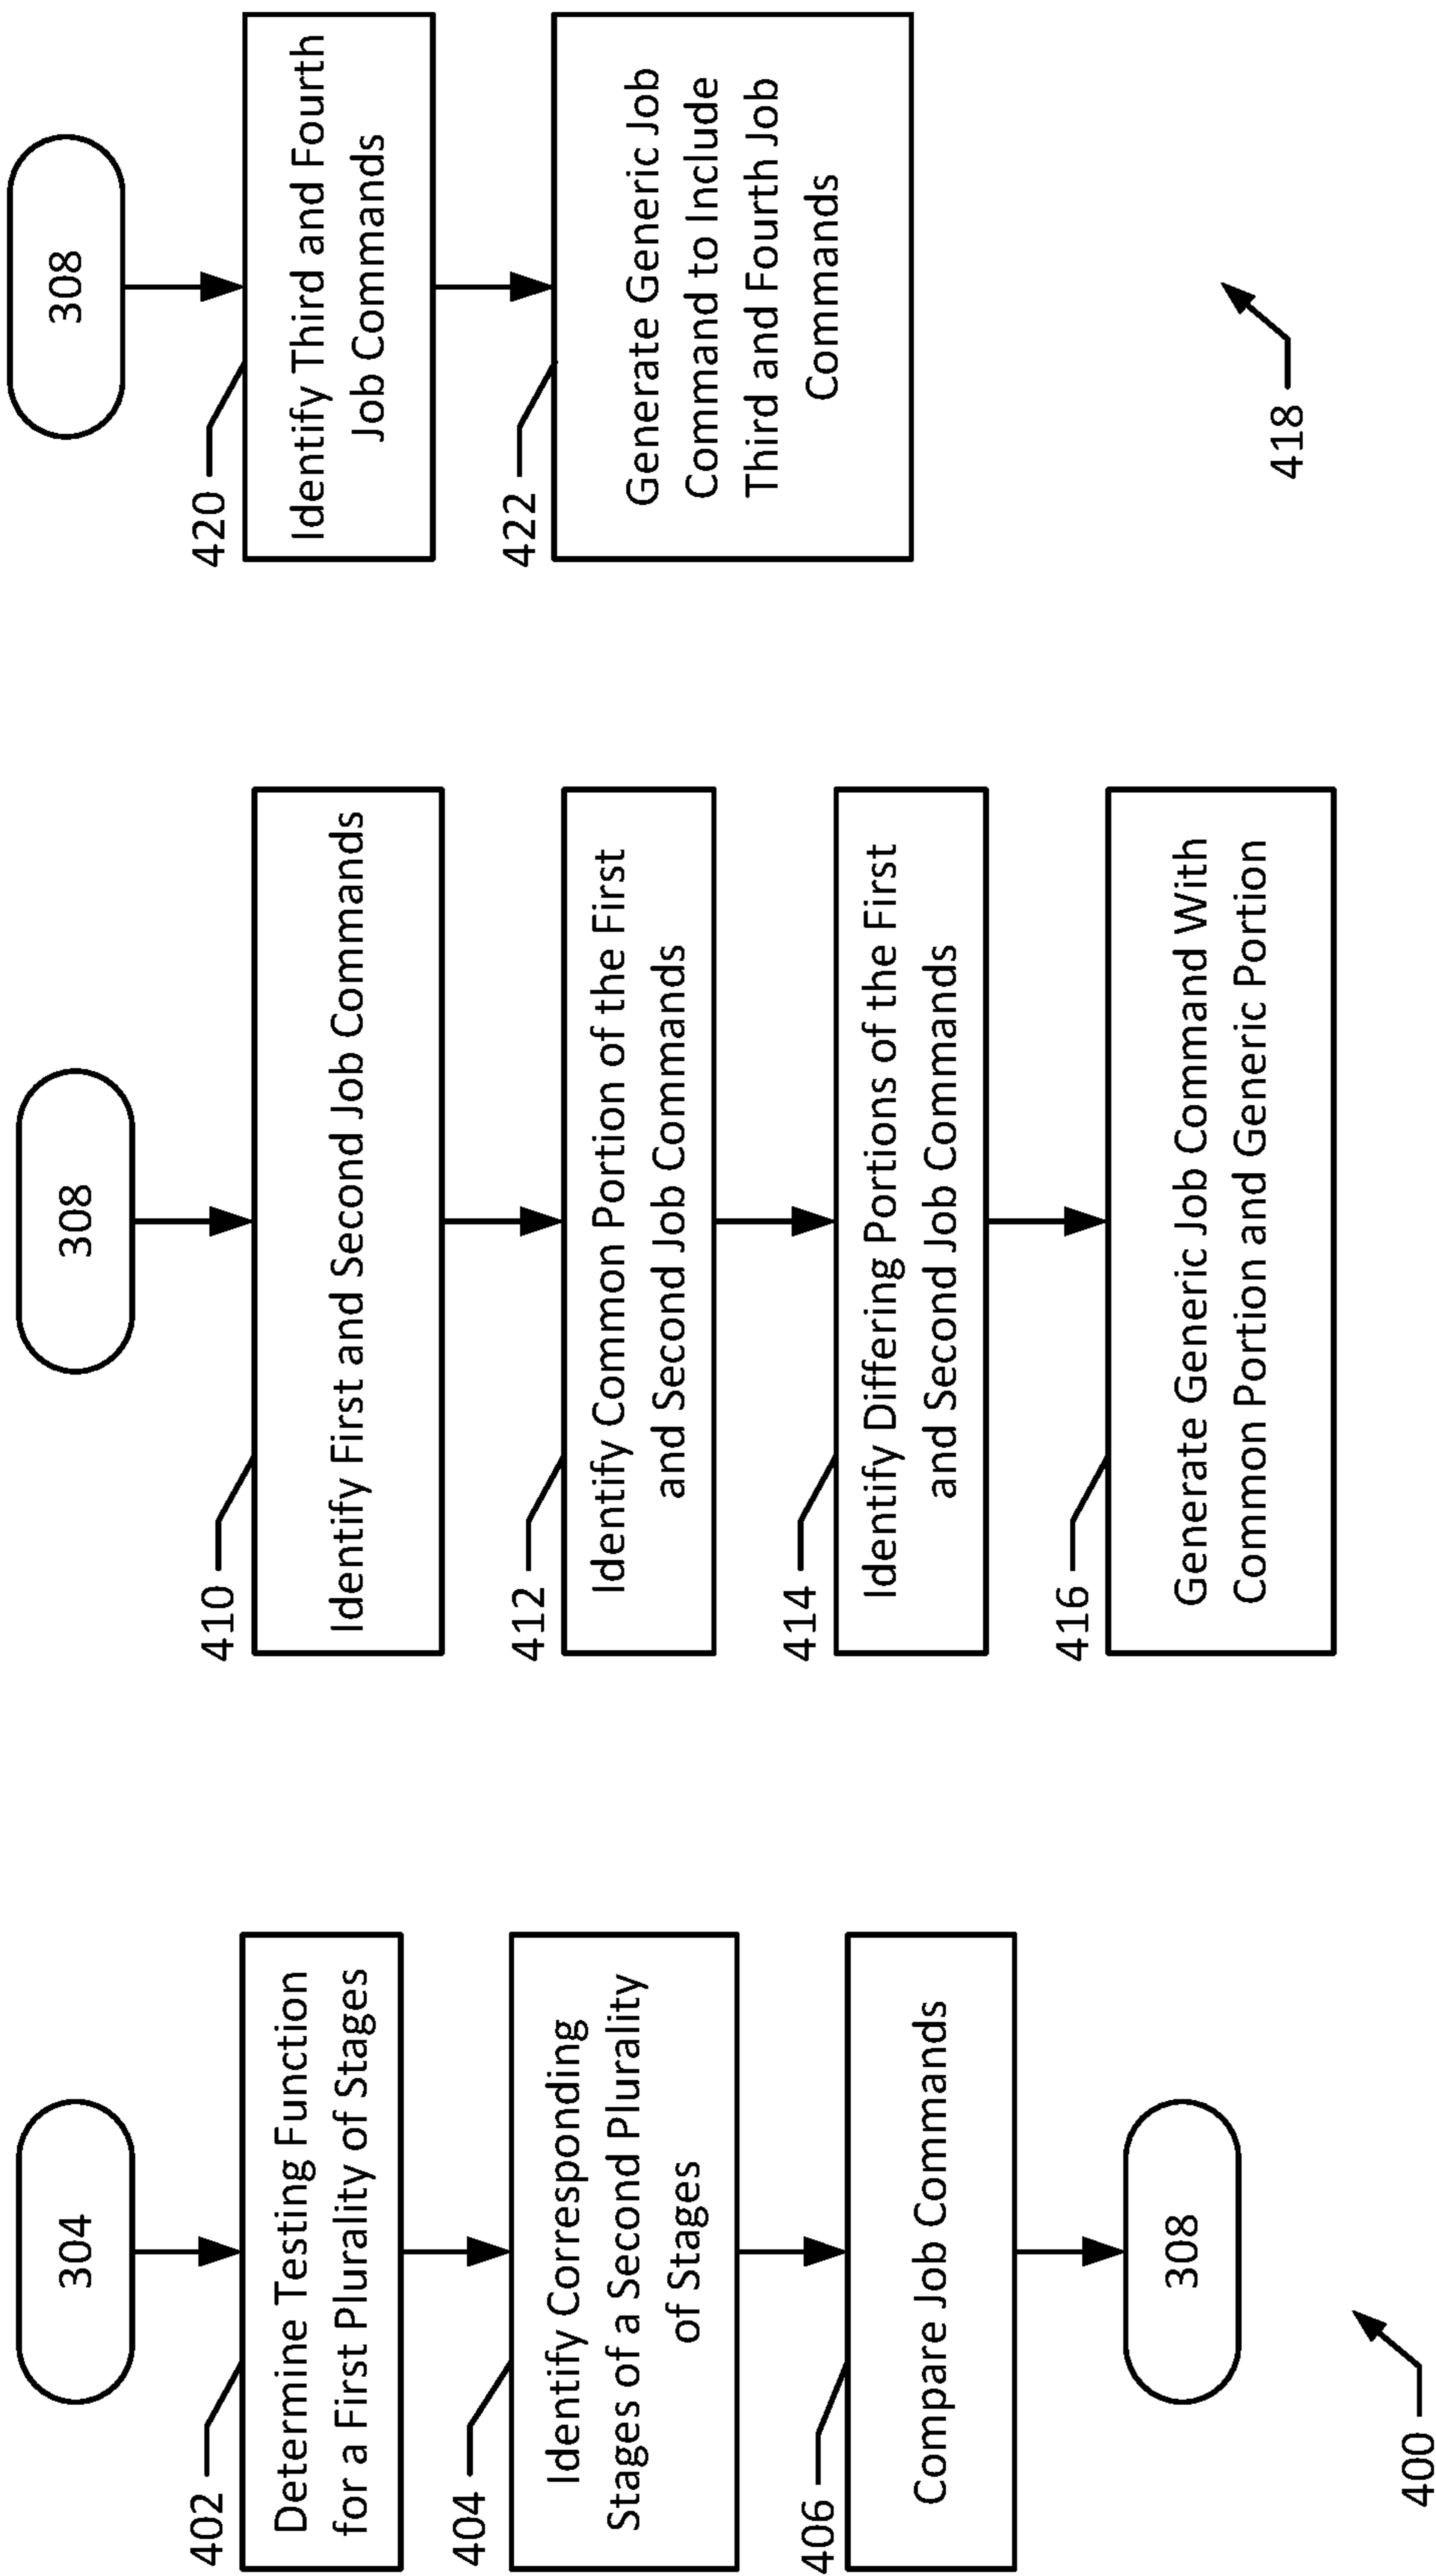 304
402
Determine Testing Function
for a First Plurality of Stages
404
Identify Corresponding
Stages of a Second Plurality
of Stages
406
Compare Job Commands
308
400
308
410
Identify First and Second Job Commands
412
Identify Common Portion of the First
and Second Job Commands
414
Identify Differing Portions of the First
and Second Job Commands
416
Generate Generic Job Command With
Common Portion and Generic Portion
308
420
Identify Third and Fourth
Job Commands
422
Generate Generic Job
Command to Include
Third and Fourth Job
Commands
418